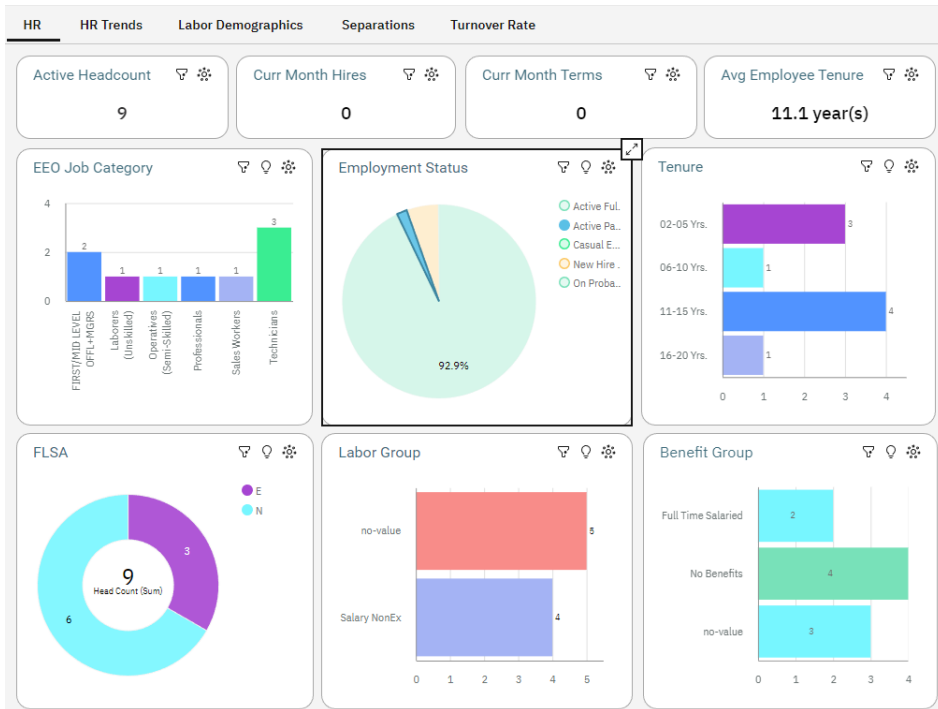 HR HR Trends Labor Demographics Separations Turnover Rate
Active Headcount
9
Curr Month Hires
0
Curr Month Terms
0
Avg Employee Tenure
11.1 year(s)
EEO Job Category
4
2
0
2
1
1
1
1
3
FIRST/MID LEVEL
OFFL+MGRS
Laborers
(Unskilled)
Operatives
(Semi-Skilled)
Professionals
Sales Workers
Technicians
Employment Status
Active Ful.
Active Pa..
Casual E...
New Hire .
On Proba..
92.9%
Tenure
02-05 Yrs.
3
06-10 Yrs.
1
11-15 Yrs.
4
16-20 Yrs.
1
0 1 2 3 4
FLSA
E
N
3
9
Head Count (Sum)
6
Labor Group
no-value
5
Salary NonEx
4
0 1 2 3 4 5
Benefit Group
Full Time Salaried
2
No Benefits
4
no-value
3
0 1 2 3 4